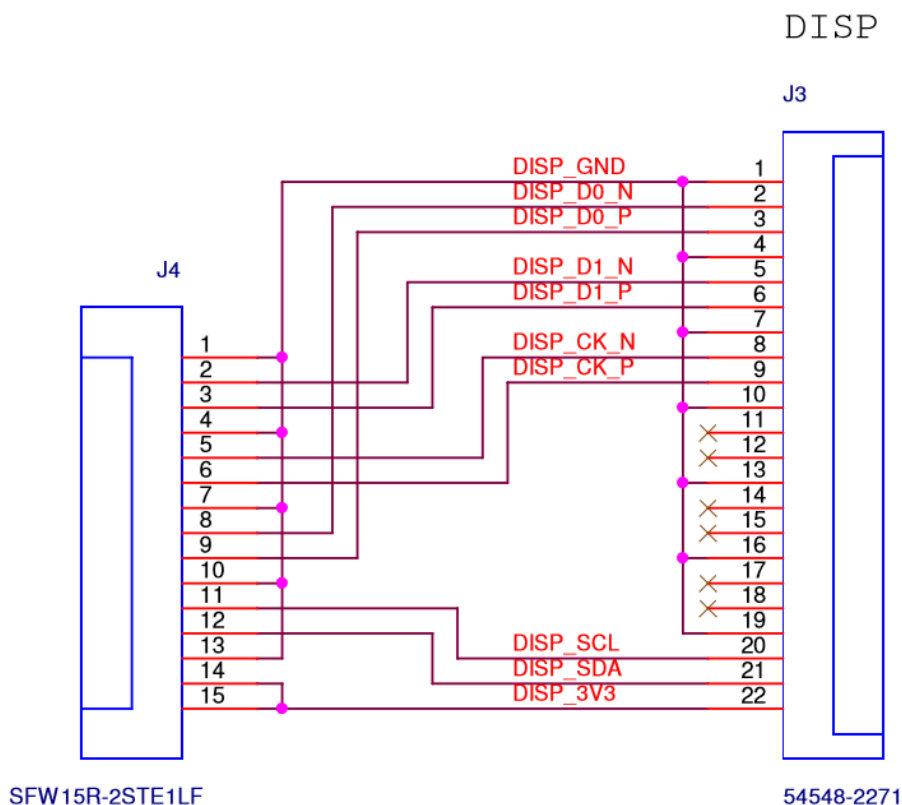 DISP
J3
DISP_GND
1
DISP_D0_N
2
DISP_D0_P
3
4
J4
DISP_D1_N
5
DISP_D1_P
6
7
1
DISP_CK_N
8
2
DISP_CK_P
9
3
10
4
11
5
12
6
13
7
14
8
15
9
16
10
17
11
18
12
19
13
DISP_SCL
20
14
DISP_SDA
21
15
DISP_3V3
22
SFW15R-2STE1LF
54548-2271